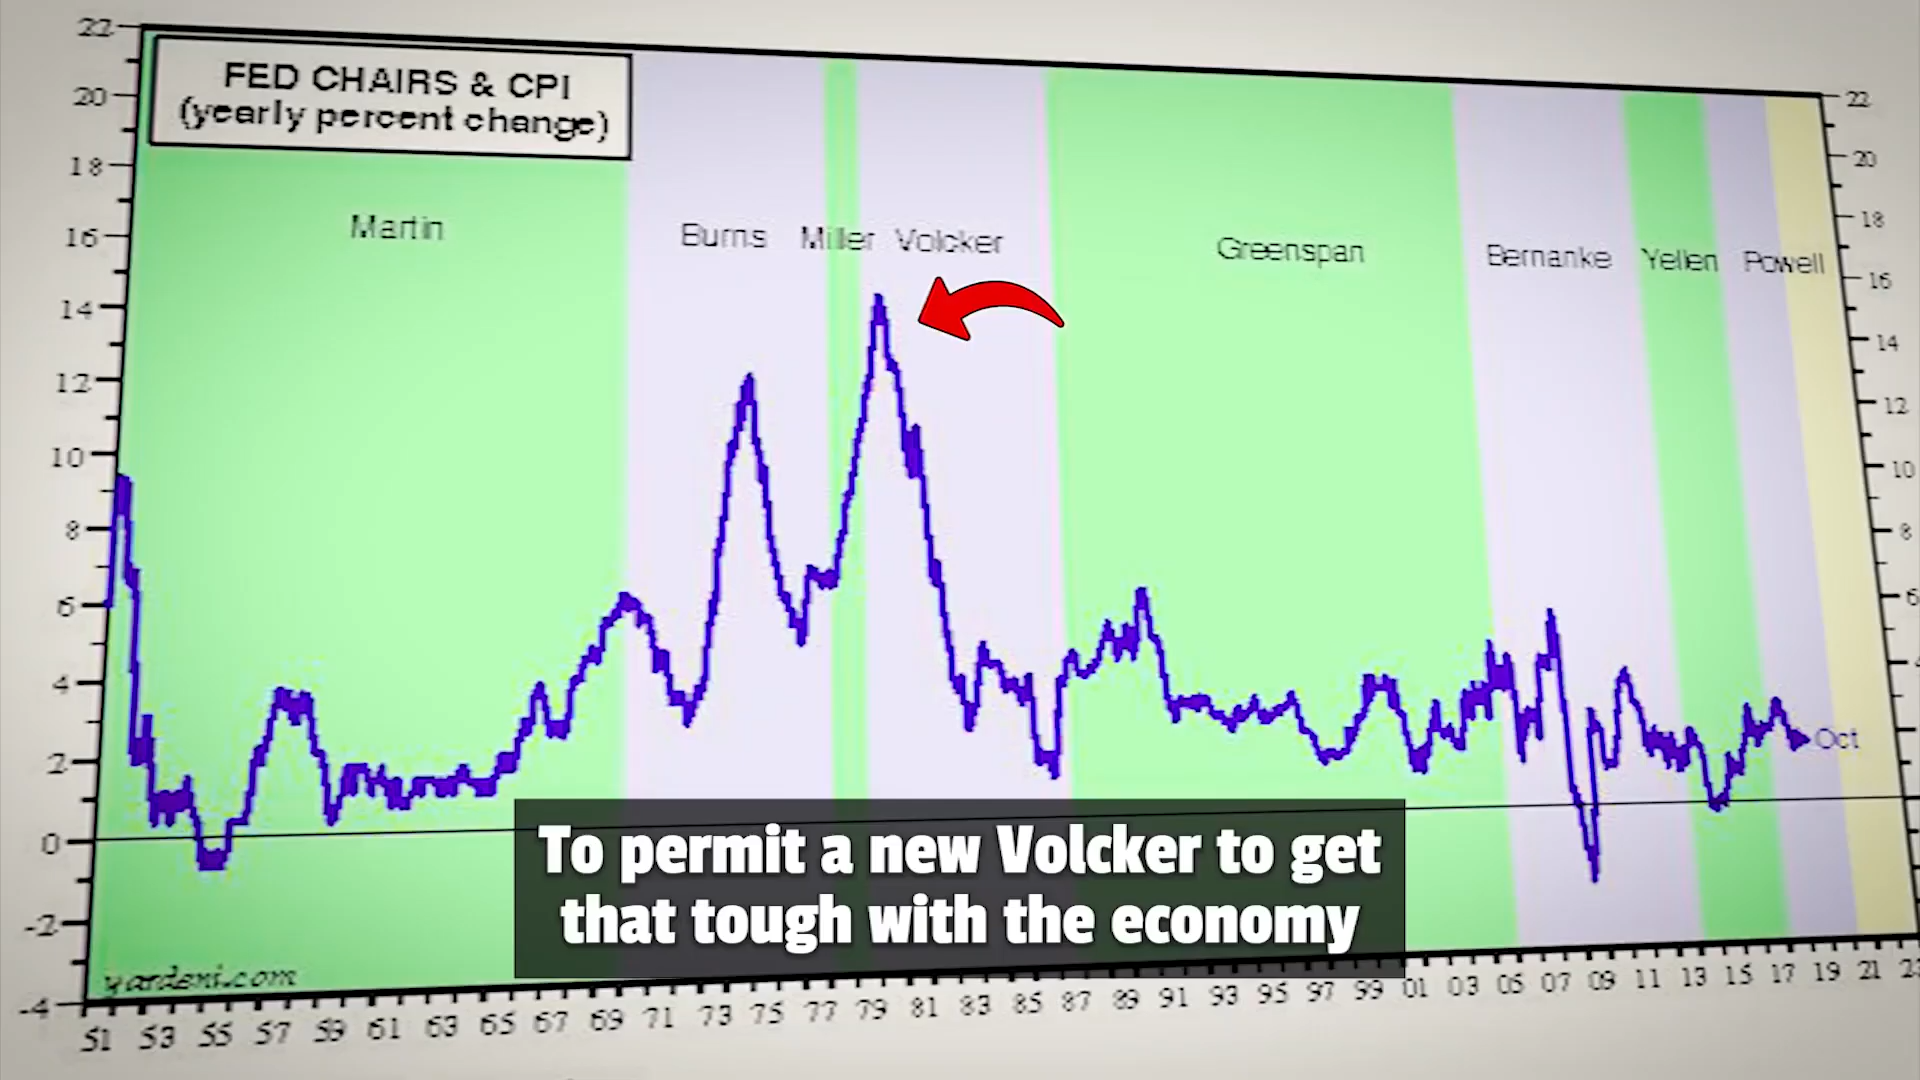 FED CHAIRS & CPI
(yearly percent change)
Martin
Burns
Miller
Volcker
Greenspan
Bernanke
Yellen
Powell
22
20
18
16
14
12
10
8
6
4
2
0
-2
-4
22
20
18
16
14
12
10
8
6
4
Oct
To permit a new Volcker to get
that tough with the economy
yardeni.com
51 53 55 57 59 61 63 65 67 69 71 73 75 77 79 81 83 85 87 89 91 93 95 97 99 01 03 05 07 09 11 13 15 17 19 21 23